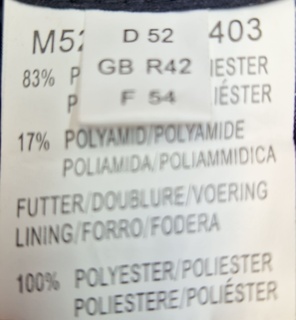 D 52
GB R42
F 54
M52 403
83% P IESTER
P IÉSTER
17% POLYAMID/POLYAMIDE
POLIAMIDA/POLIAMMIDICA
FUTTER/DOUBLURE/VOERING
LINING/FORRO/FODERA
100% POLYESTER/POLIESTER
POLIESTERE/POLIÉSTER